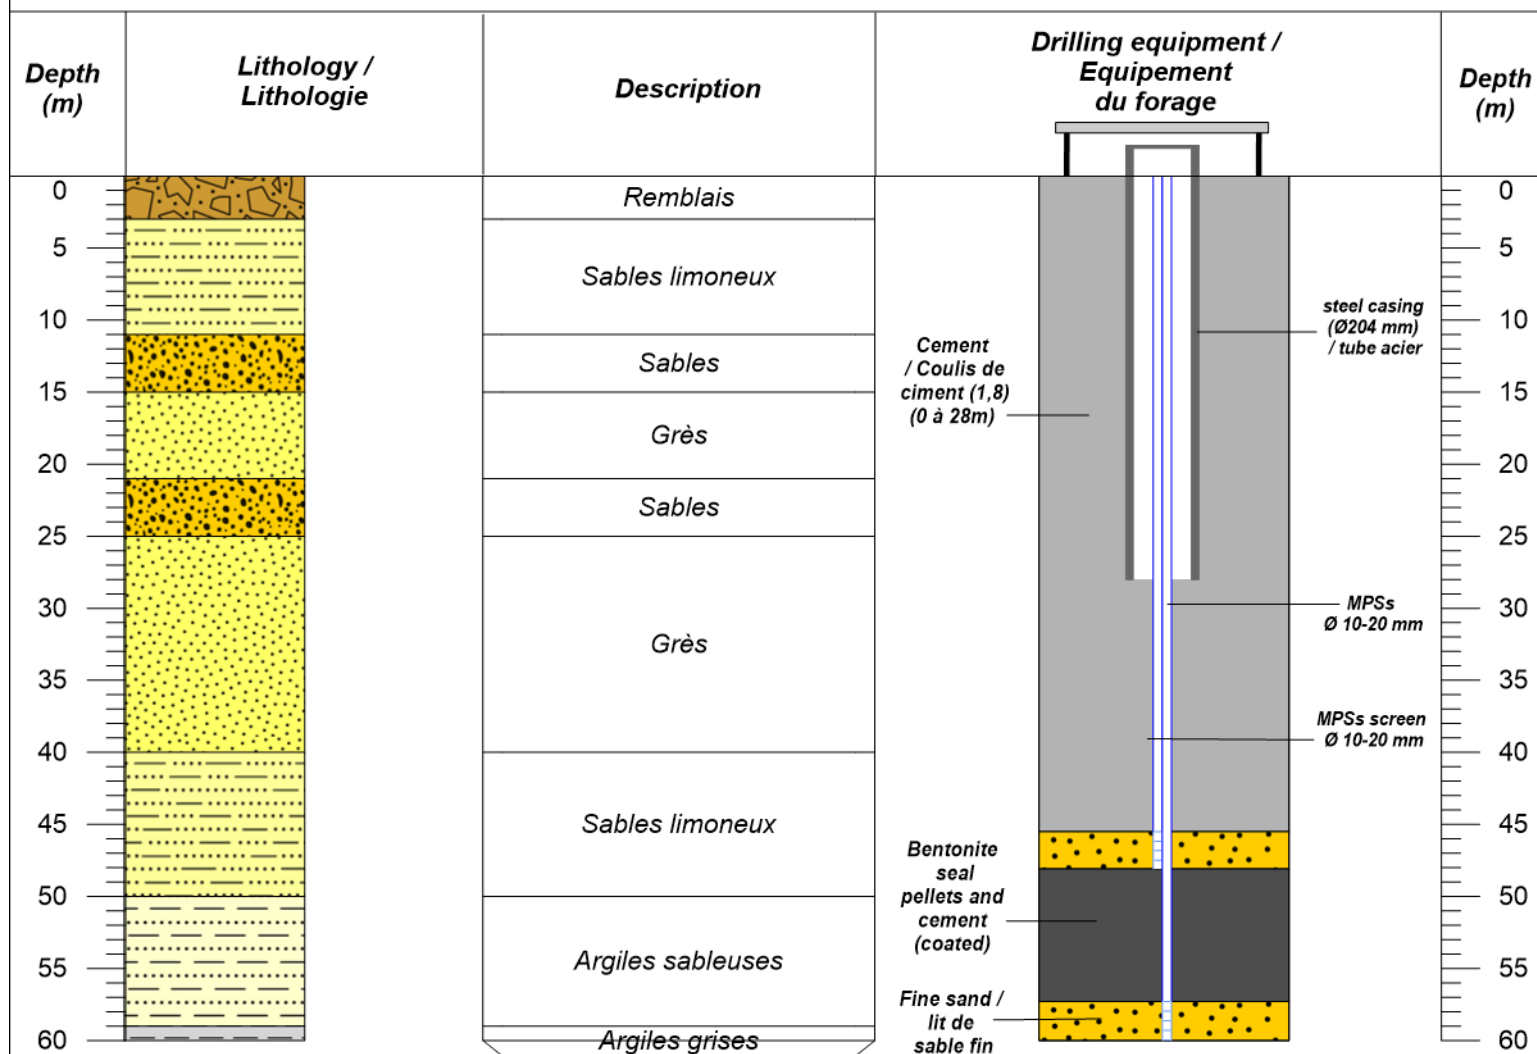 Depth
(m)
Lithology /
Lithologie
Description
Drilling equipment /
Equipement
du forage
Depth
(m)
0
5
10
15
20
25
30
35
40
45
50
55
60
Remblais
Sables limoneux
Sables
Grès
Sables
Grès
Sables limoneux
Argiles sableuses
Argiles grises
Cement
/ Coulis de
ciment (1,8)
(0 à 28m)
Bentonite
seal
pellets and
cement
(coated)
Fine sand /
lit de
sable fin
steel casing
(Ø204 mm)
/ tube acier
MPSs
Ø 10-20 mm
MPSs screen
Ø 10-20 mm
0
5
10
15
20
25
30
35
40
45
50
55
60